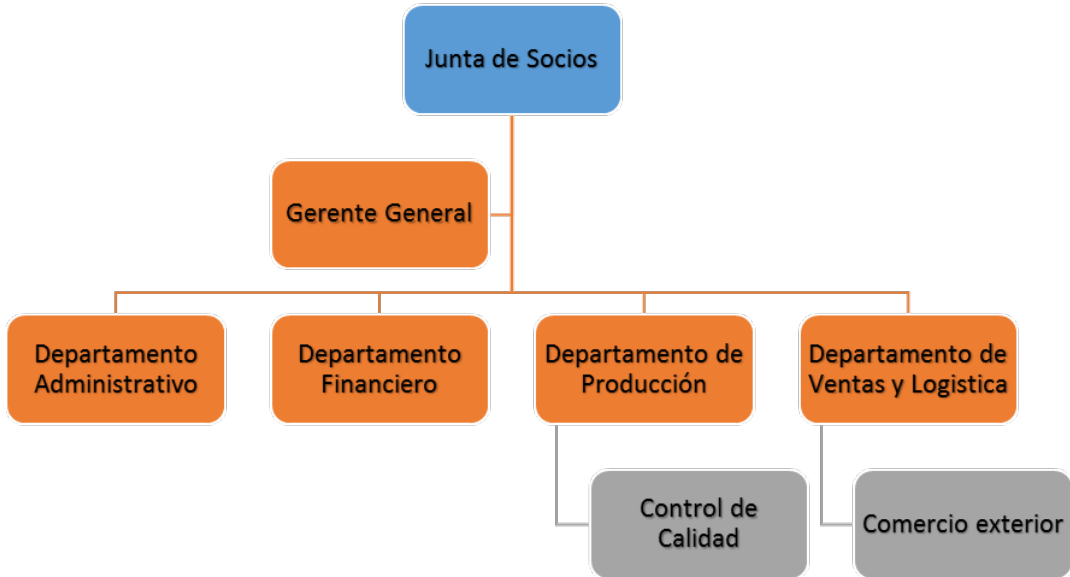 Junta de Socios
Gerente General
Departamento
Administrativo
Departamento
Financiero
Departamento de
Producción
Departamento de
Ventas y Logistica
Control de
Calidad
Comercio exterior